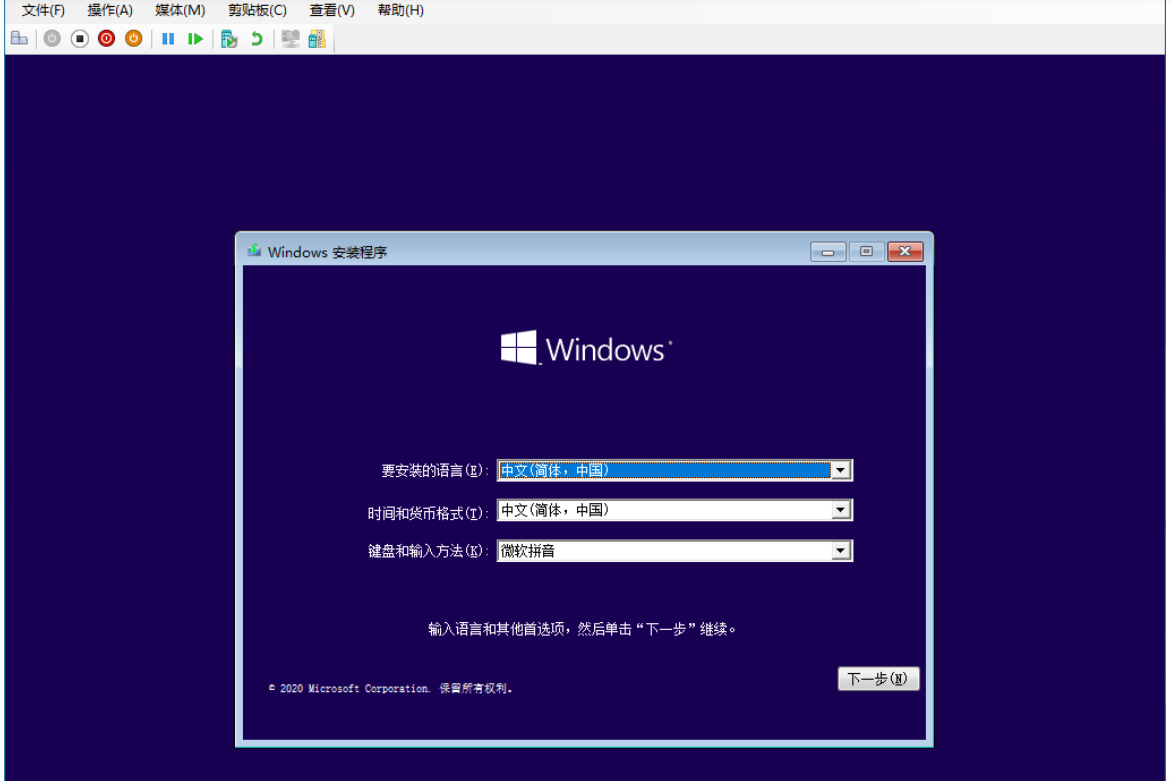 文件(F) 操作(A) 媒体(M) 剪贴板(C) 查看(V) 帮助(H)
Windows 安装程序
Windows
要安装的语言(E): 中文(简体，中国)
时间和货币格式(T): 中文(简体，中国)
键盘和输入方法(K): 微软拼音
输入语言和其他首选项，然后单击“下一步”继续。
下一步(N)
© 2020 Microsoft Corporation. 保留所有权利。